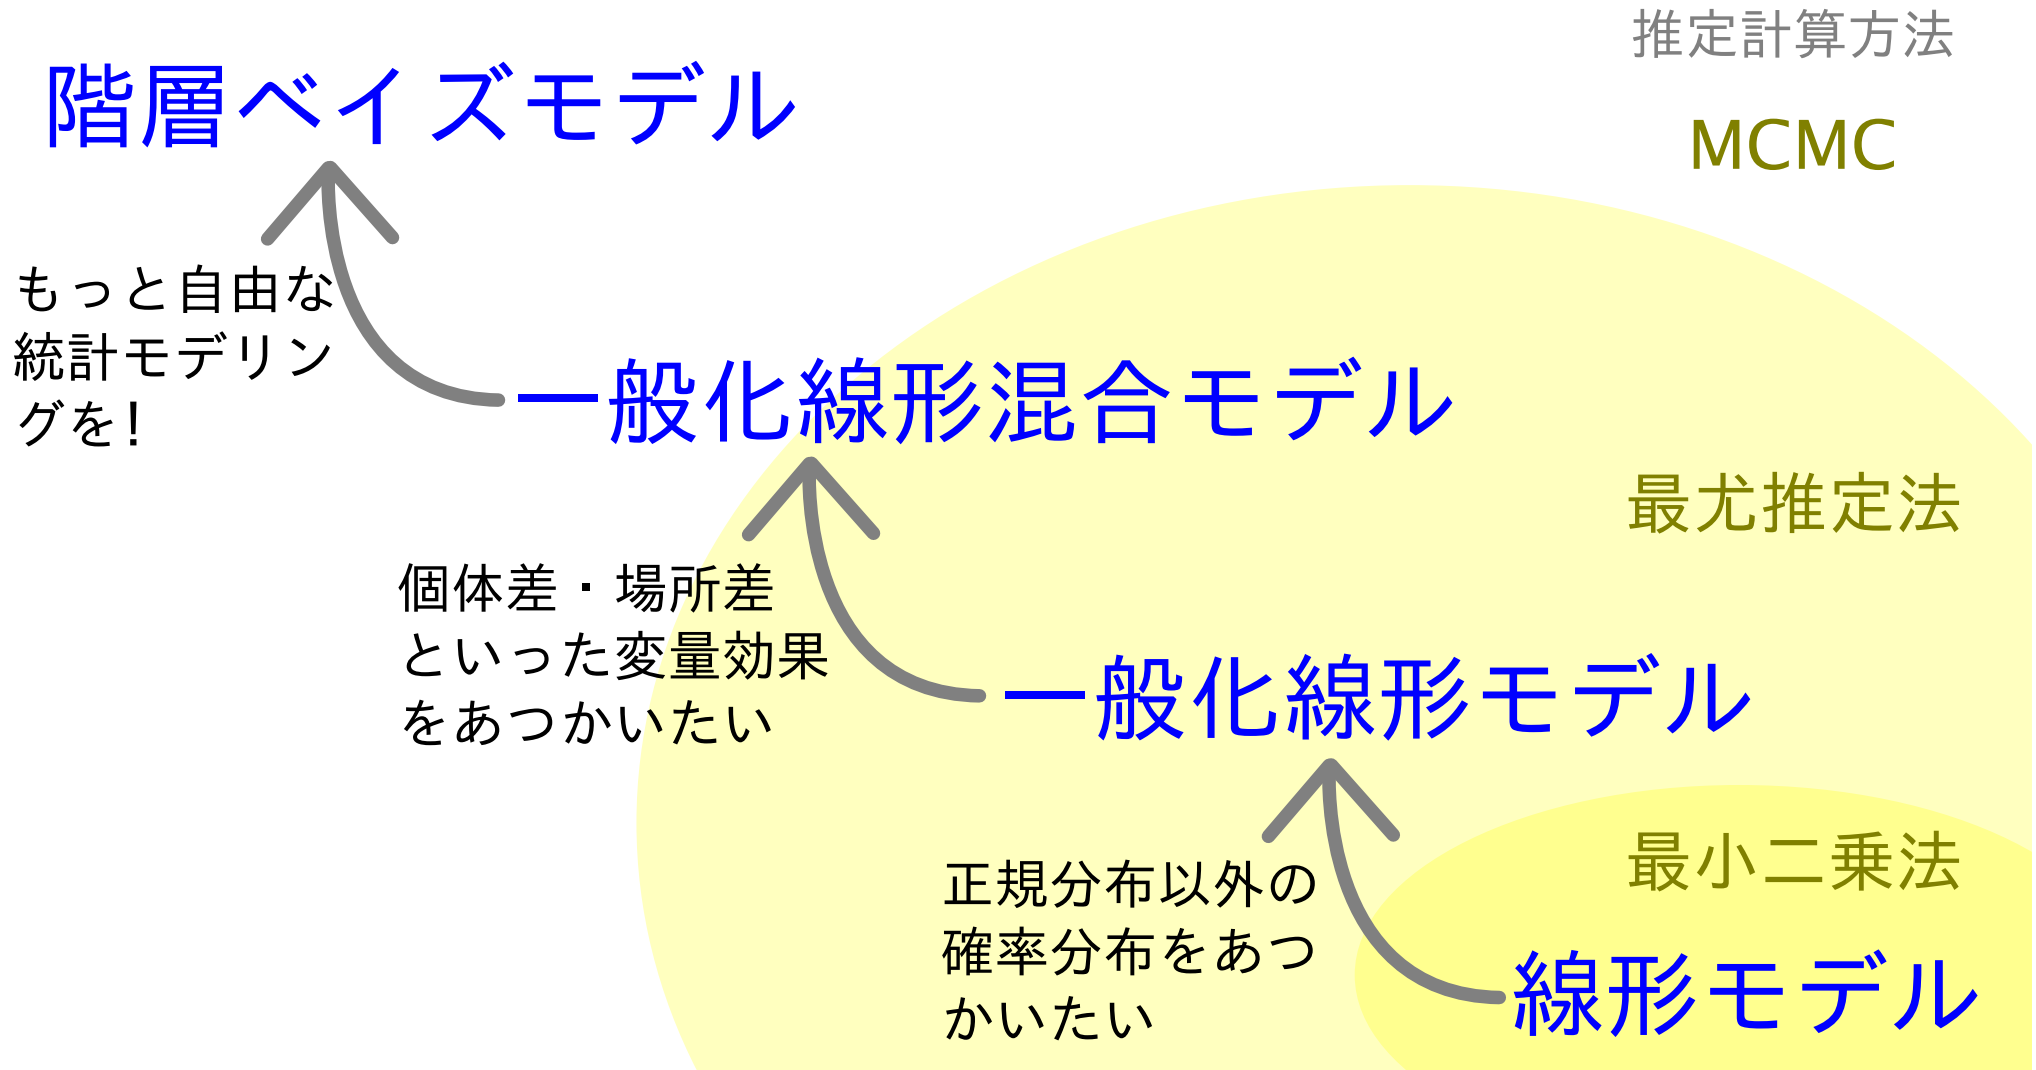 推定計算方法
階層ベイズモデル
MCMC
もっと自由な
統計モデリン
グを!
一般化線形混合モデル
最尤推定法
個体差・場所差
といった変量効果
をあつかいたい
一般化線形モデル
最小二乗法
正規分布以外の
確率分布をあつ
かいたい
線形モデル